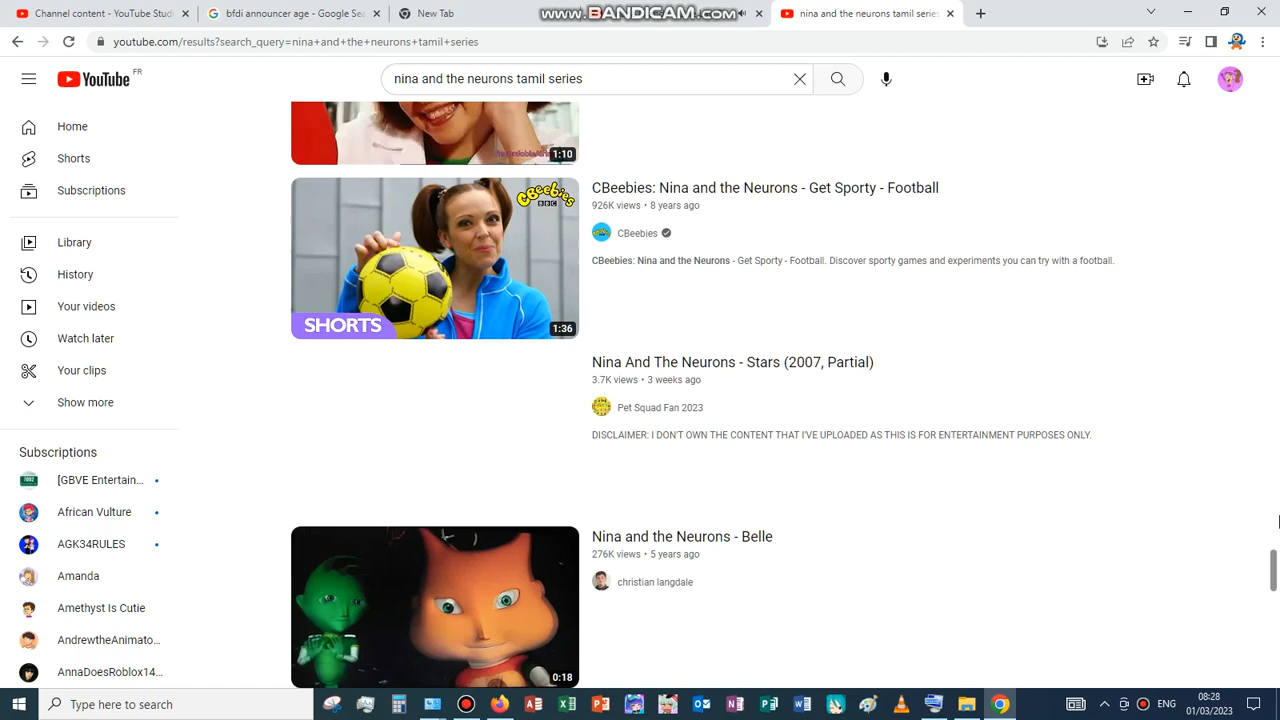 Channel content - YouTube Studi
bfdi announcer age - Google Sea
New Tab
www.BANDICAM.com
nina and the neurons tamil series
youtube.com/results?search_query=nina+and+the+neurons+tamil+series
YouTube FR
nina and the neurons tamil series
Home
Shorts
Subscriptions
Library
History
Your videos
Watch later
Your clips
Show more
Subscriptions
[GBVE Entertain...
African Vulture
AGK34RULES
Amanda
Amethyst Is Cutie
AndrewtheAnimato...
AnnaDoesRoblox14...
1:10
CBeebies
BBC
SHORTS
1:36
CBeebies: Nina and the Neurons - Get Sporty - Football
926K views • 8 years ago
CBeebies
CBeebies: Nina and the Neurons - Get Sporty - Football. Discover sporty games and experiments you can try with a football.
Nina And The Neurons - Stars (2007, Partial)
3.7K views • 3 weeks ago
Pet Squad Fan 2023
DISCLAIMER: I DON'T OWN THE CONTENT THAT I'VE UPLOADED AS THIS IS FOR ENTERTAINMENT PURPOSES ONLY.
0:18
Nina and the Neurons - Belle
276K views • 5 years ago
christian langdale
Type here to search
ENG
08:28
01/03/2023